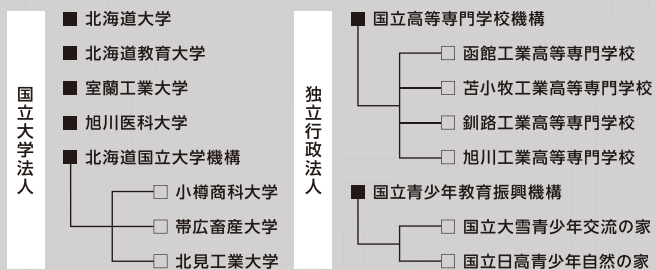 国立大学法人
■ 北海道大学
■ 北海道教育大学
■ 室蘭工業大学
■ 旭川医科大学
■ 北海道国立大学機構
□ 小樽商科大学
□ 帯広畜産大学
□ 北見工業大学
独立行政法人
■ 国立高等専門学校機構
□ 函館工業高等専門学校
□ 苫小牧工業高等専門学校
□ 釧路工業高等専門学校
□ 旭川工業高等専門学校
■ 国立青少年教育振興機構
□ 国立大雪青少年交流の家
□ 国立日高青少年自然の家